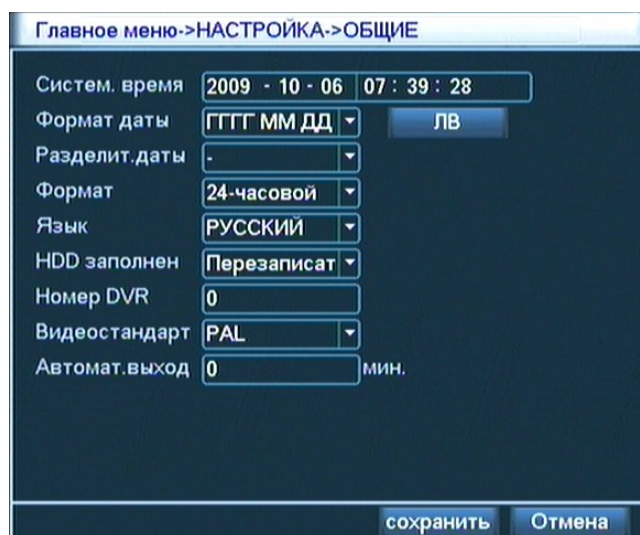 Главное меню->НАСТРОЙКА->ОБЩИЕ
Систем. время 2009 - 10 - 06 07 : 39 : 28
Формат даты ГГГГ ММ ДД ЛВ
Разделит.даты -
Формат 24-часовой
Язык РУССКИЙ
HDD заполнен Перезаписат
Номер DVR 0
Видеостандарт PAL
Автомат.выход 0 мин.
сохранить Отмена